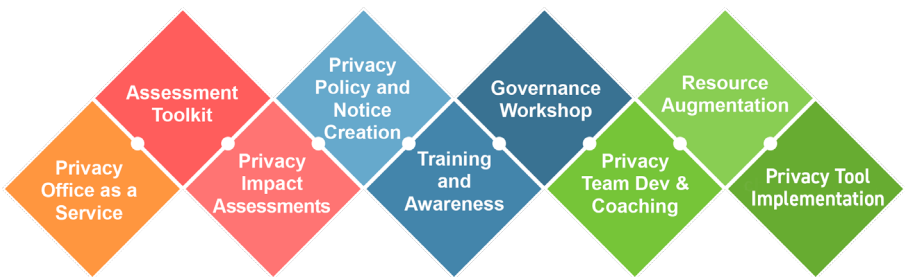 Privacy
Office as a
Service
Assessment
Toolkit
Privacy
Impact
Assessments
Privacy
Policy and
Notice
Creation
Training
and
Awareness
Governance
Workshop
Privacy
Team Dev &
Coaching
Resource
Augmentation
Privacy Tool
Implementation